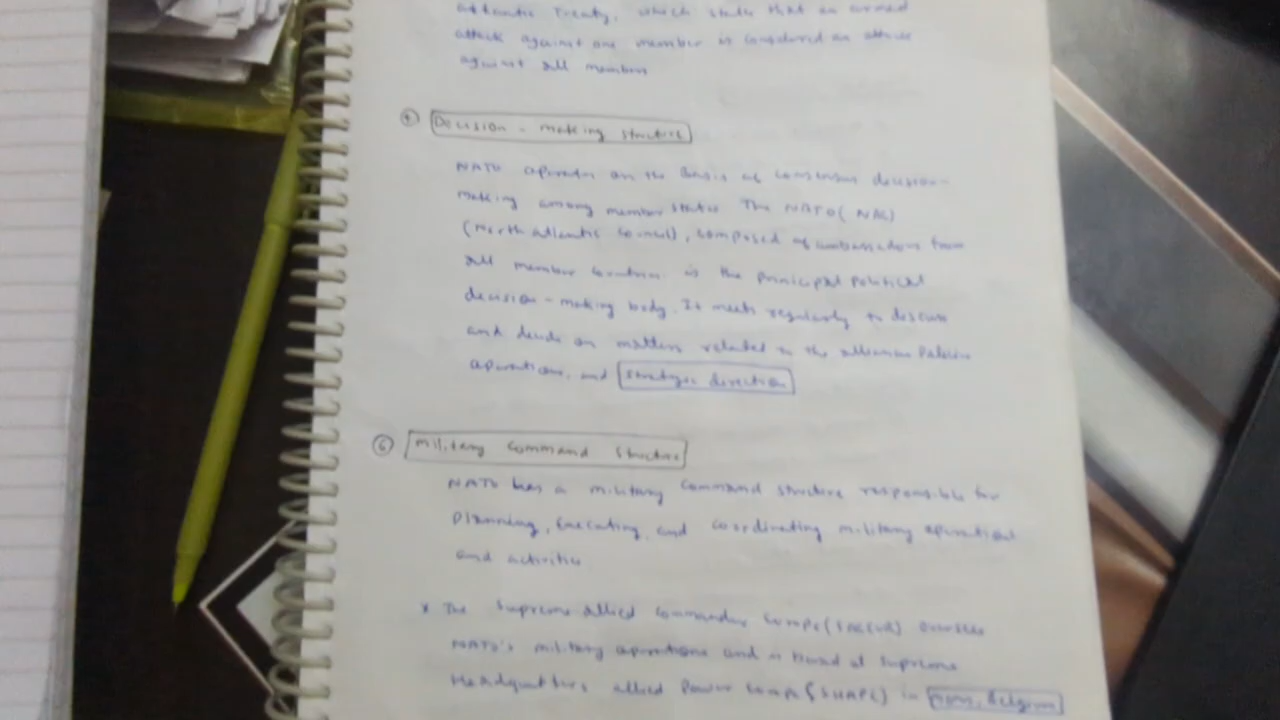 atlantic Treaty, which states that an armed
attack against one member is considered an attack
against all members
④ Decision - making structure
NATO operates on the Basis of consensus decision-
making among member states The NATO( NAC)
(North atlantic council), composed of ambassadors from
all member countries is the principal political
decision-making body. It meets regularly to discuss
and decide on matters related to the alliances Policies
operations, and strategic direction
⑥ military command structure
NATO has a military command structure responsible for
planning, executing, and coordinating military operations
and activities
* The supreme allied commander Europe(SACEUR) oversees
NATO's military operations and is based at supreme
Headquarters allied Power Europe(SHAPE) in mons, Belgium